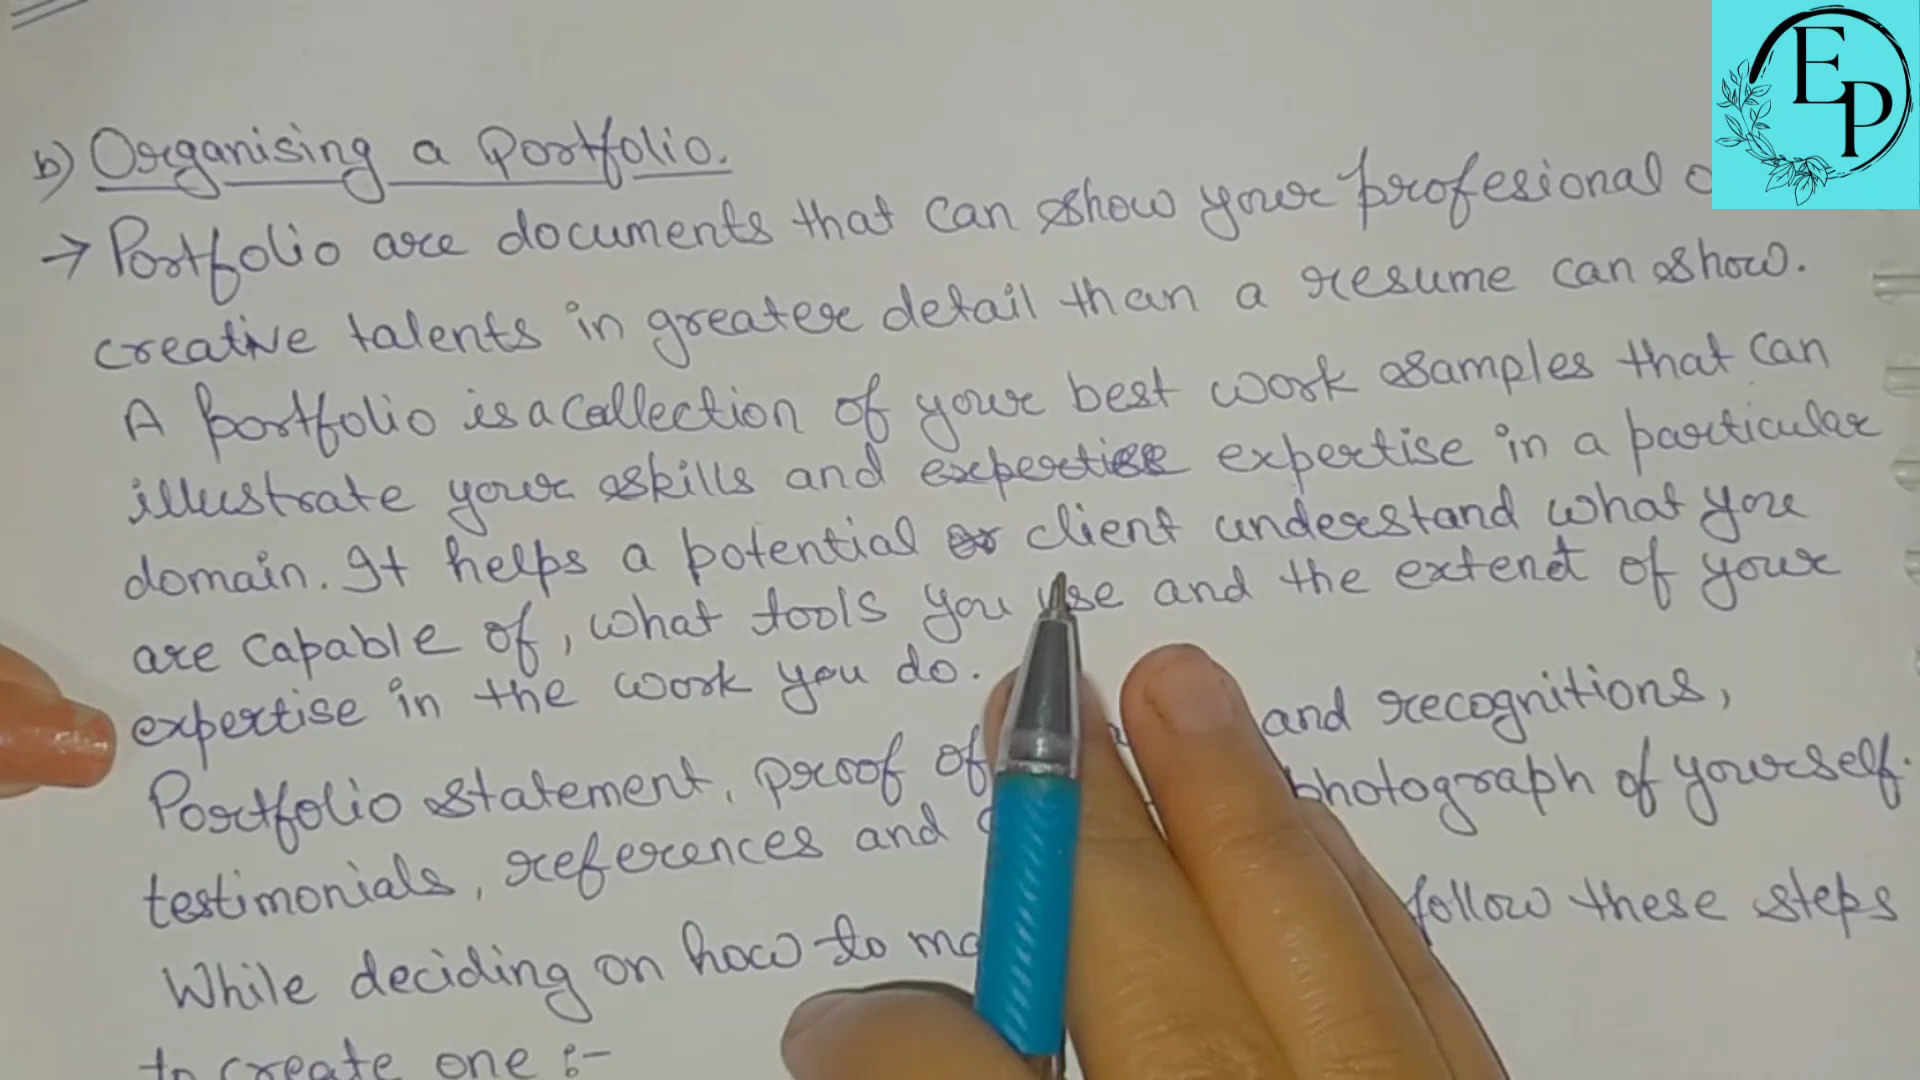 E P
b) Organising a Portfolio.
→ Portfolio are documents that can show your profesional
creative talents in greater detail than a resume can show.
A portfolio is a collection of your best work samples that can
illustrate your skills and expertise in a particular
domain. It helps a potential client understand what you
are capable of, what tools you use and the extent of your
expertise in the work you do.
Portfolio statement, proof of and recognitions,
testimonials, references and photograph of yourself.
While deciding on how to follow these steps
to create one :-